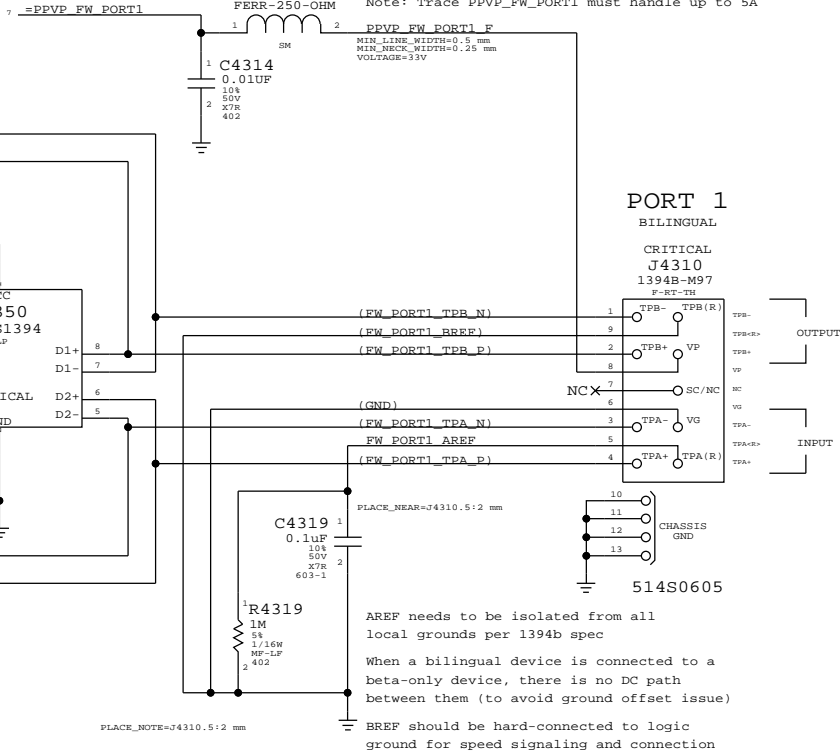 Note: Trace PPVP_FW_PORT1 must handle up to 5A
7 =PPVP_FW_PORT1
FERR-250-OHM
1 2
SM
PPVP_FW_PORT1_F
MIN_LINE_WIDTH=0.5 mm
MIN_NECK_WIDTH=0.25 mm
VOLTAGE=33V
1 C4314
0.01UF
10%
50V
X7R
402
2
PORT 1
BILINGUAL
CRITICAL
J4310
1394B-M97
F-RT-TH
(FW_PORT1_TPB_N) 1 TPB- TPB(R) TPB-
(FW_PORT1_BREF) 9 TPB<R>
(FW_PORT1_TPB_P) 2 TPB+ VP TPB+
8 VP
OUTPUT
NC 7 SC/NC NC
(GND) 6 VG
(FW_PORT1_TPA_N) 3 TPA- VG TPA-
FW_PORT1_AREF 5 TPA<R>
(FW_PORT1_TPA_P) 4 TPA+ TPA(R) TPA+
INPUT
350
1394
D1+ 8
D1- 7
ICAL D2+ 6
D2- 5
ND
10
11
12
13
CHASSIS
GND
514S0605
PLACE_NEAR=J4310.5:2 mm
C4319 1
0.1uF
10%
50V
X7R
603-1
2
1 R4319
1M
5%
1/16W
MF-LF
402
2
AREF needs to be isolated from all
local grounds per 1394b spec
When a bilingual device is connected to a
beta-only device, there is no DC path
between them (to avoid ground offset issue)
BREF should be hard-connected to logic
ground for speed signaling and connection
PLACE_NOTE=J4310.5:2 mm